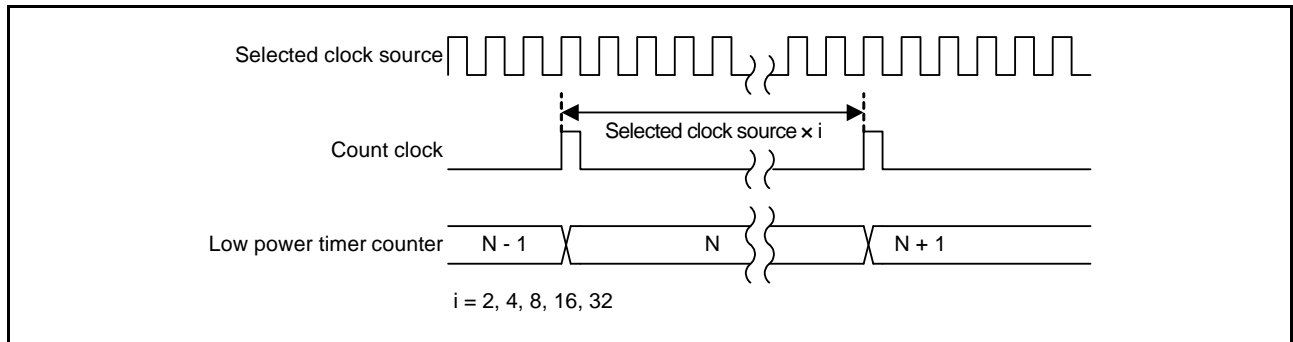 Selected clock source
Selected clock source × i
Count clock
Low power timer counter
N - 1
N
N + 1
i = 2, 4, 8, 16, 32